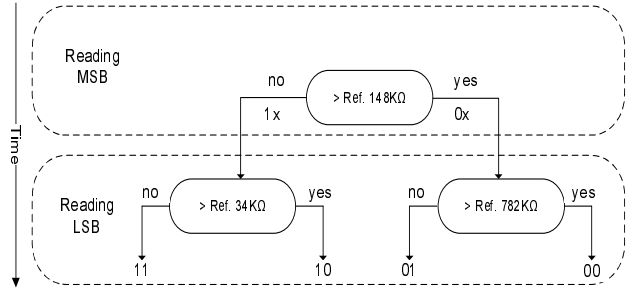 Reading
MSB
no
yes
> Ref. 148KΩ
1x
0x
Time
Reading
LSB
no
> Ref. 34KΩ
yes
no
> Ref. 782KΩ
yes
11
10
01
00